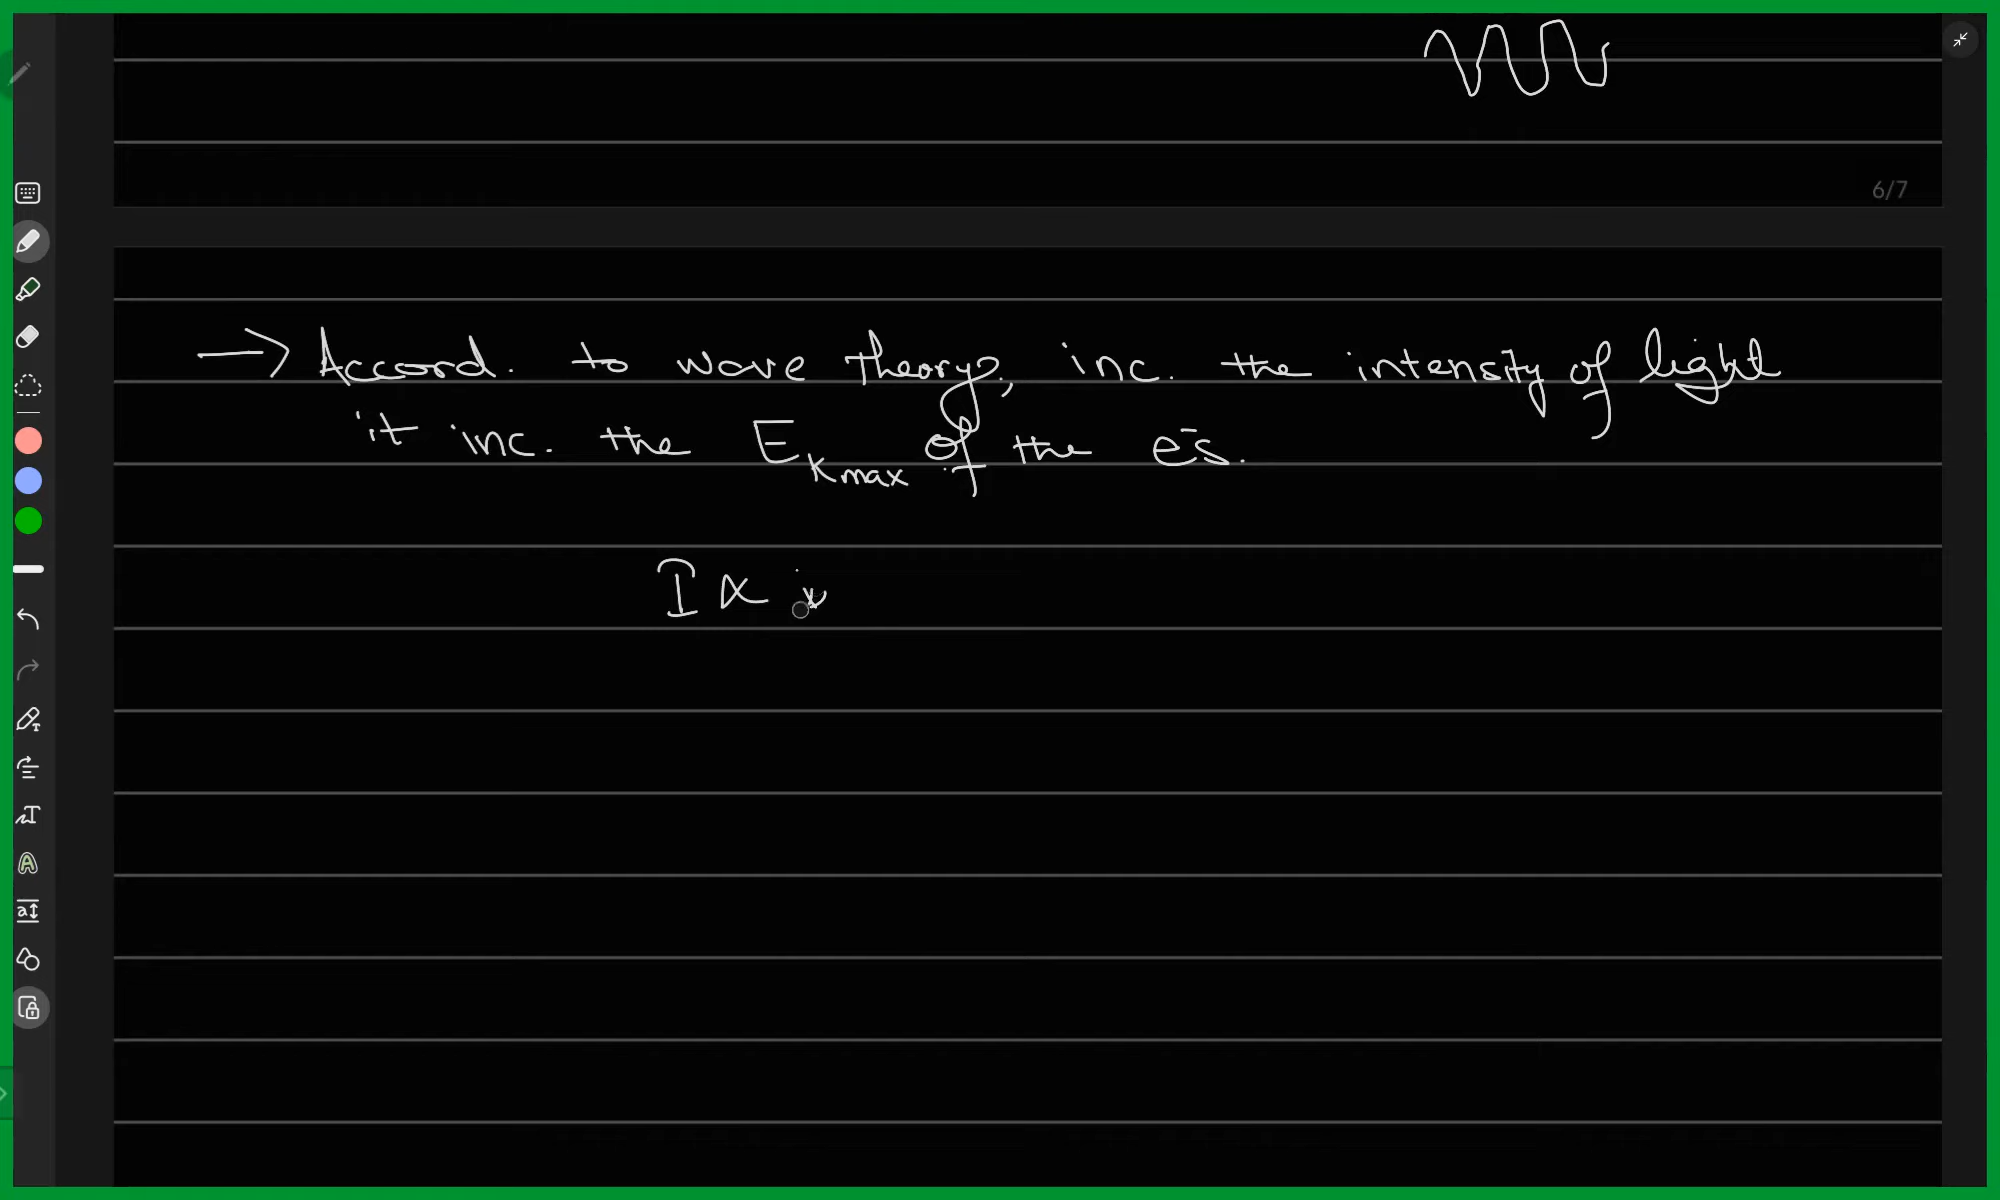 6/7
→ Accord. to wave theory, inc. the intensity of light
it inc. the E_Kmax of the e⁻s.
I ∝